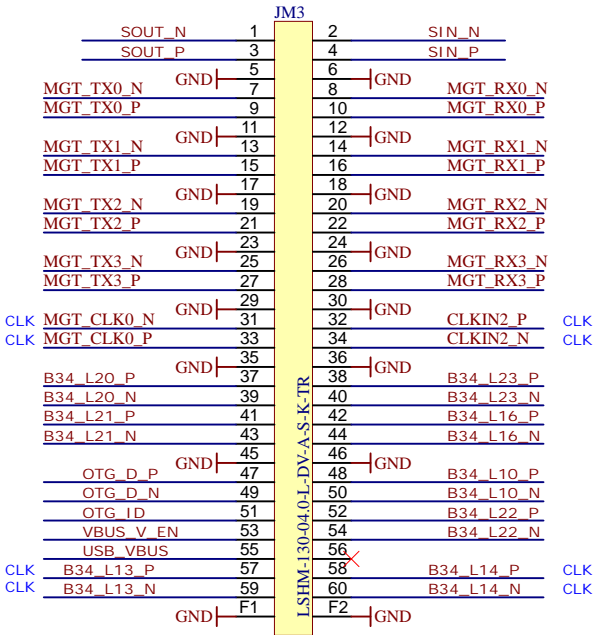 JM3
SOUT_N 1 2 SIN_N
SOUT_P 3 4 SIN_P
GND 5 6 GND
MGT_TX0_N 7 8 MGT_RX0_N
MGT_TX0_P 9 10 MGT_RX0_P
GND 11 12 GND
MGT_TX1_N 13 14 MGT_RX1_N
MGT_TX1_P 15 16 MGT_RX1_P
GND 17 18 GND
MGT_TX2_N 19 20 MGT_RX2_N
MGT_TX2_P 21 22 MGT_RX2_P
GND 23 24 GND
MGT_TX3_N 25 26 MGT_RX3_N
MGT_TX3_P 27 28 MGT_RX3_P
GND 29 30 GND
CLK MGT_CLK0_N 31 32 CLKIN2_P CLK
CLK MGT_CLK0_P 33 34 CLKIN2_N CLK
GND 35 36 GND
B34_L20_P 37 38 B34_L23_P
B34_L20_N 39 40 B34_L23_N
B34_L21_P 41 42 B34_L16_P
B34_L21_N 43 44 B34_L16_N
GND 45 46 GND
OTG_D_P 47 48 B34_L10_P
OTG_D_N 49 50 B34_L10_N
OTG_ID 51 52 B34_L22_P
VBUS_V_EN 53 54 B34_L22_N
USB_VBUS 55 56
CLK B34_L13_P 57 58 B34_L14_P CLK
CLK B34_L13_N 59 60 B34_L14_N CLK
GND F1 F2 GND
LSHM-130-04.0-L-DV-A-S-K-TR